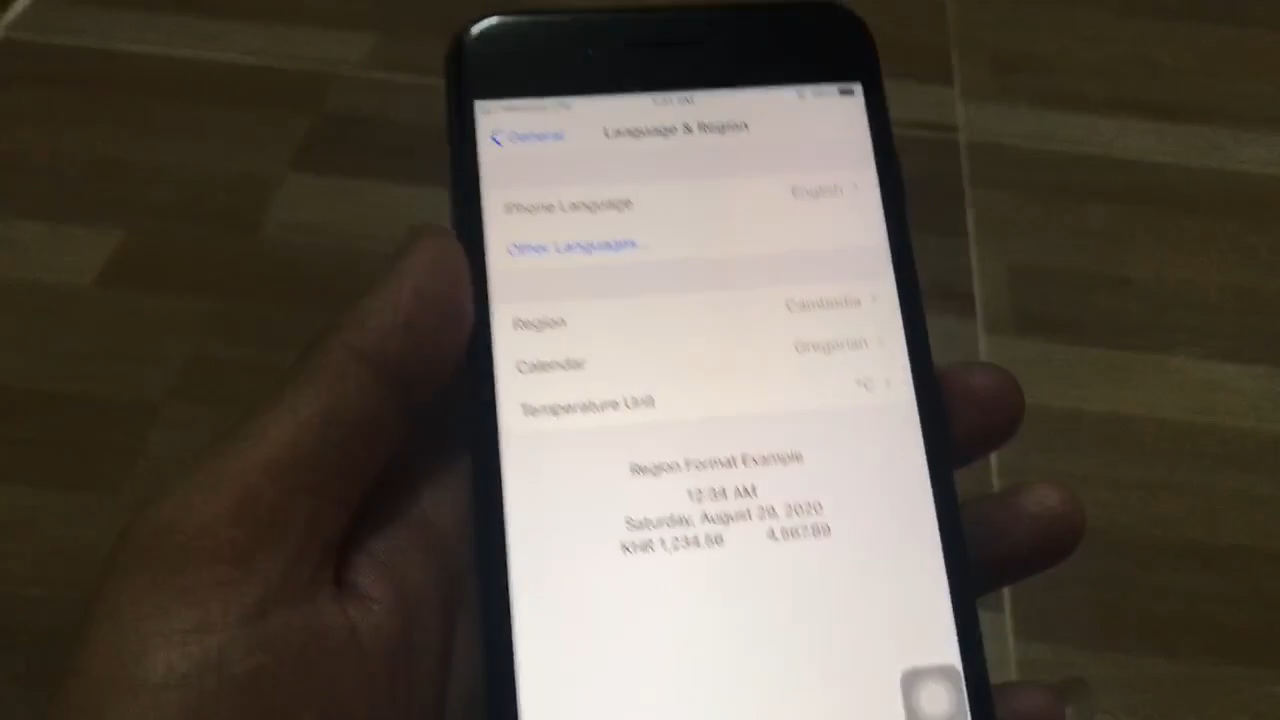 General
Language & Region
iPhone Language English
Other Languages...
Region Cambodia
Calendar Gregorian
Temperature Unit °C
Region Format Example
12:34 AM
Saturday, August 29, 2020
KHR 1,234.56 4,567.89